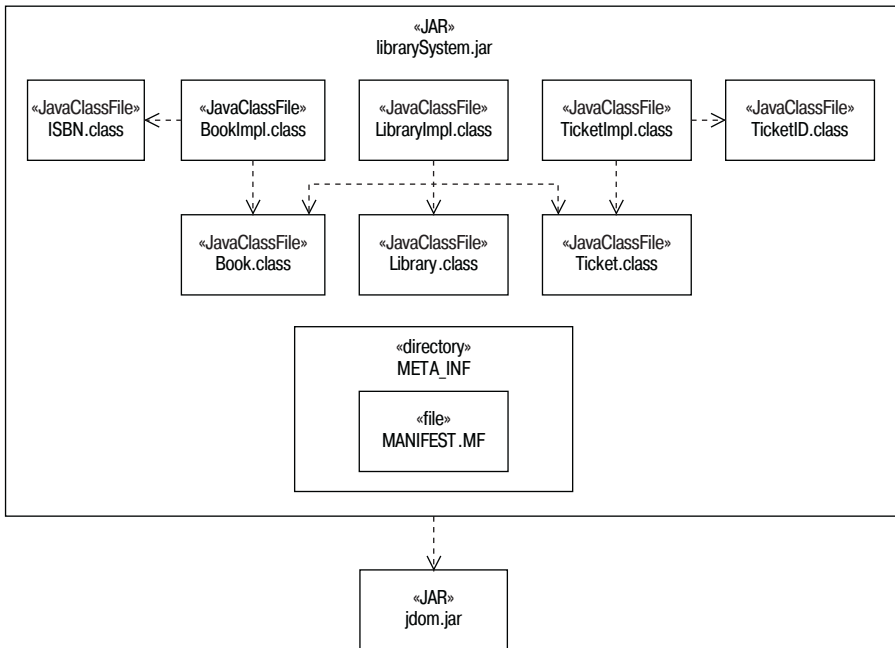 «JAR»
librarySystem.jar
«JavaClassFile»
ISBN.class
«JavaClassFile»
BookImpl.class
«JavaClassFile»
LibraryImpl.class
«JavaClassFile»
TicketImpl.class
«JavaClassFile»
TicketID.class
«JavaClassFile»
Book.class
«JavaClassFile»
Library.class
«JavaClassFile»
Ticket.class
«directory»
META_INF
«file»
MANIFEST.MF
«JAR»
jdom.jar